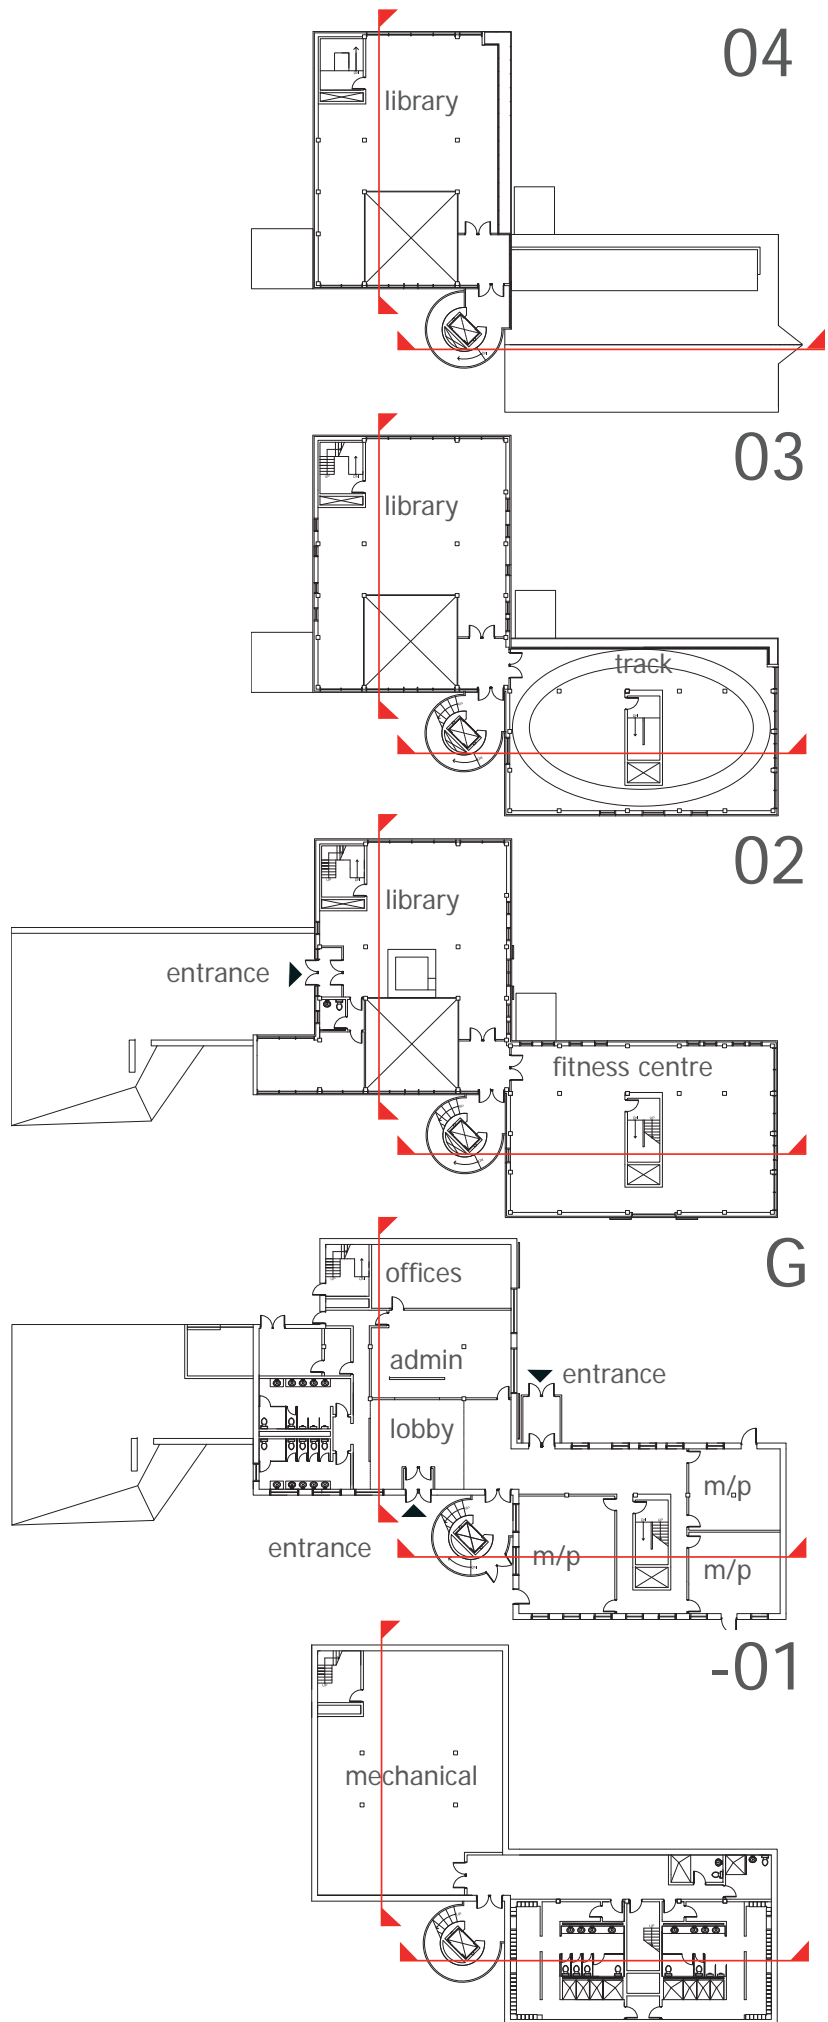 04
library
03
library
track
02
library
entrance
fitness centre
G
offices
admin
entrance
lobby
m/p
entrance
m/p
m/p
-01
mechanical